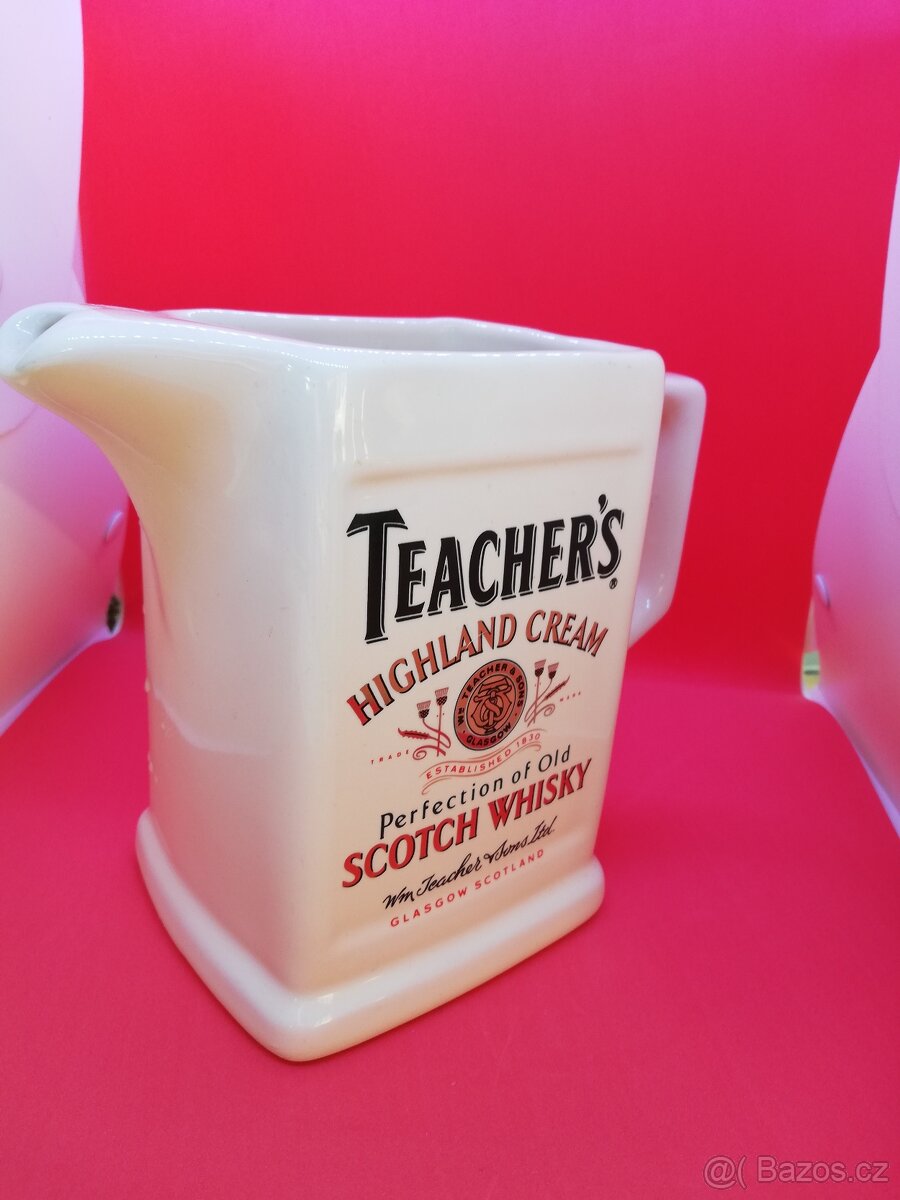 TEACHER'S®
HIGHLAND CREAM
WM TEACHER & SONS
GLASGOW
TRADE MARK
ESTABLISHED 1830
Perfection of Old
SCOTCH WHISKY
Wm Teacher & Sons Ltd.
GLASGOW SCOTLAND
@( Bazos.cz